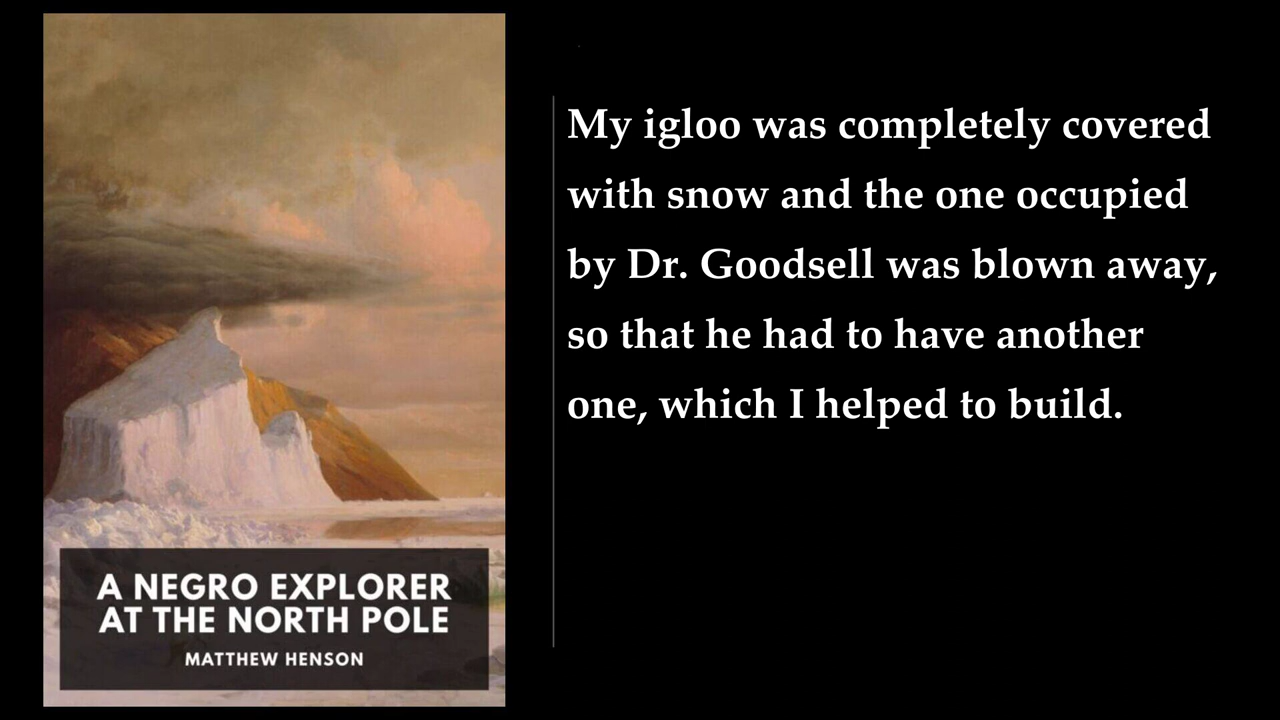 My igloo was completely covered
with snow and the one occupied
by Dr. Goodsell was blown away,
so that he had to have another
one, which I helped to build.
A NEGRO EXPLORER
AT THE NORTH POLE
MATTHEW HENSON